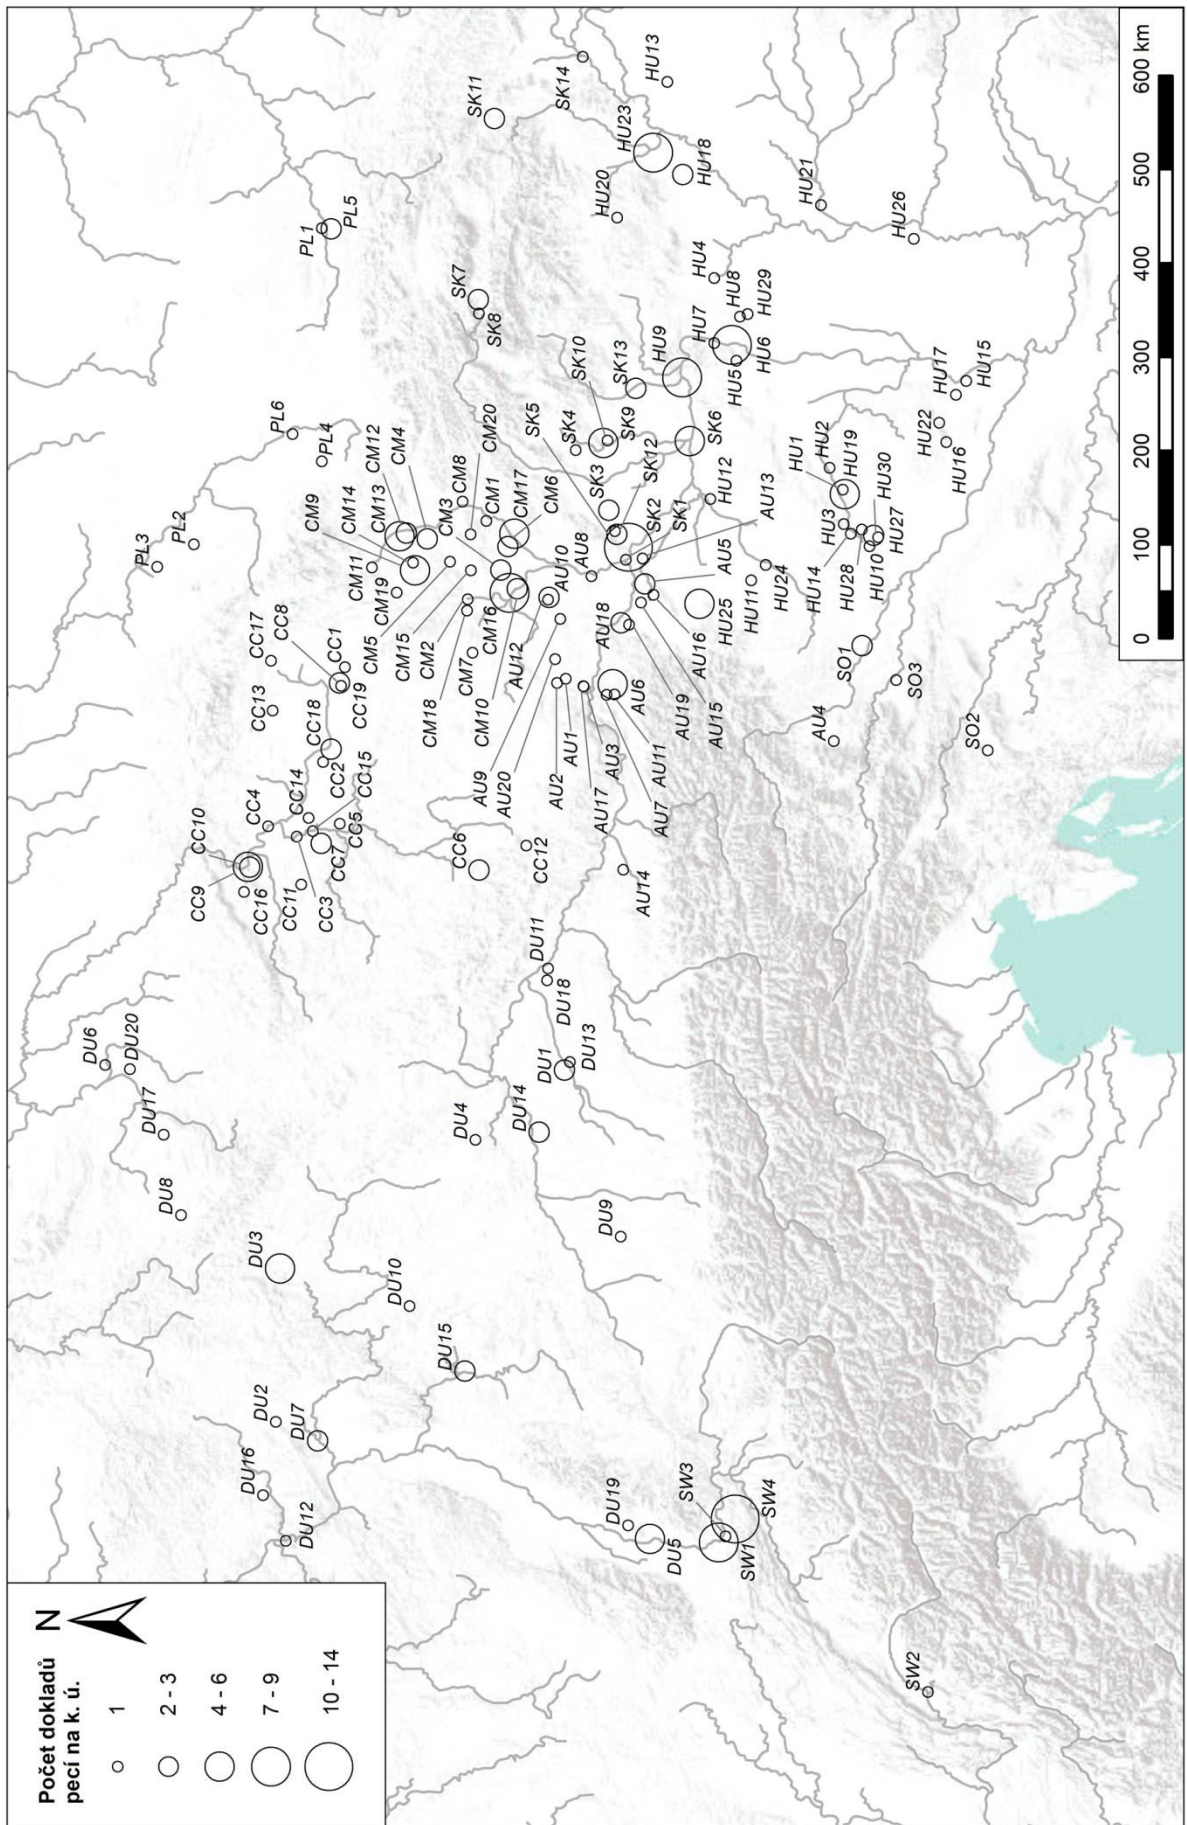 Počet dokladů
pecí na k. ú.
1
2 - 3
4 - 6
7 - 9
10 - 14
N
DU12
DU16
DU2
DU7
DU15
DU10
DU3
DU8
DU17
DU20
DU6
DU19
DU5
SW3
SW1
SW4
SW2
DU9
DU4
DU14
DU1
DU13
DU18
DU11
CC9
CC10
CC16
CC11
CC3
CC4
CC14
CC7
CC5
CC15
CC2
CC18
CC13
CC19
CC1
CC8
CC17
CC6
CC12
AU14
PL3
PL2
PL4
PL6
PL1
PL5
CM19
CM11
CM14
CM9
CM13
CM12
CM4
CM5
CM15
CM2
CM18
CM7
CM16
CM10
CM3
CM8
CM20
CM1
CM17
CM6
AU12
AU10
AU8
AU9
AU20
AU2
AU1
AU17
AU3
AU7
AU11
AU6
AU18
AU19
AU15
AU16
AU5
AU13
AU4
SK5
SK4
SK10
SK9
SK12
SK3
SK2
SK1
SK13
SK6
SK8
SK7
SK11
SK14
HU9
HU12
HU25
HU11
HU24
HU7
HU5
HU6
HU8
HU29
HU4
HU20
HU23
HU18
HU13
HU21
HU26
HU1
HU2
HU3
HU19
HU30
HU27
HU14
HU28
HU10
HU22
HU16
HU17
HU15
SO1
SO3
SO2
0
100
200
300
400
500
600 km